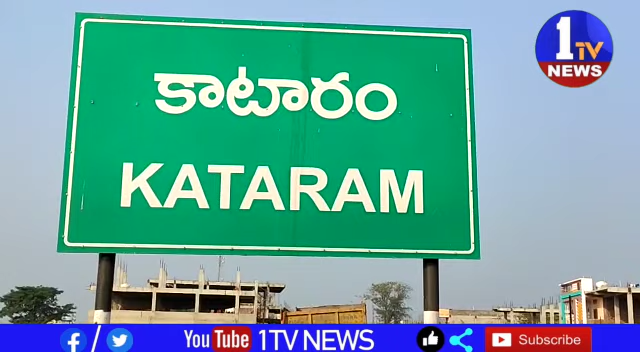 1TV
NEWS
కాటారం
KATARAM
f / YouTube 1TV NEWS Subscribe